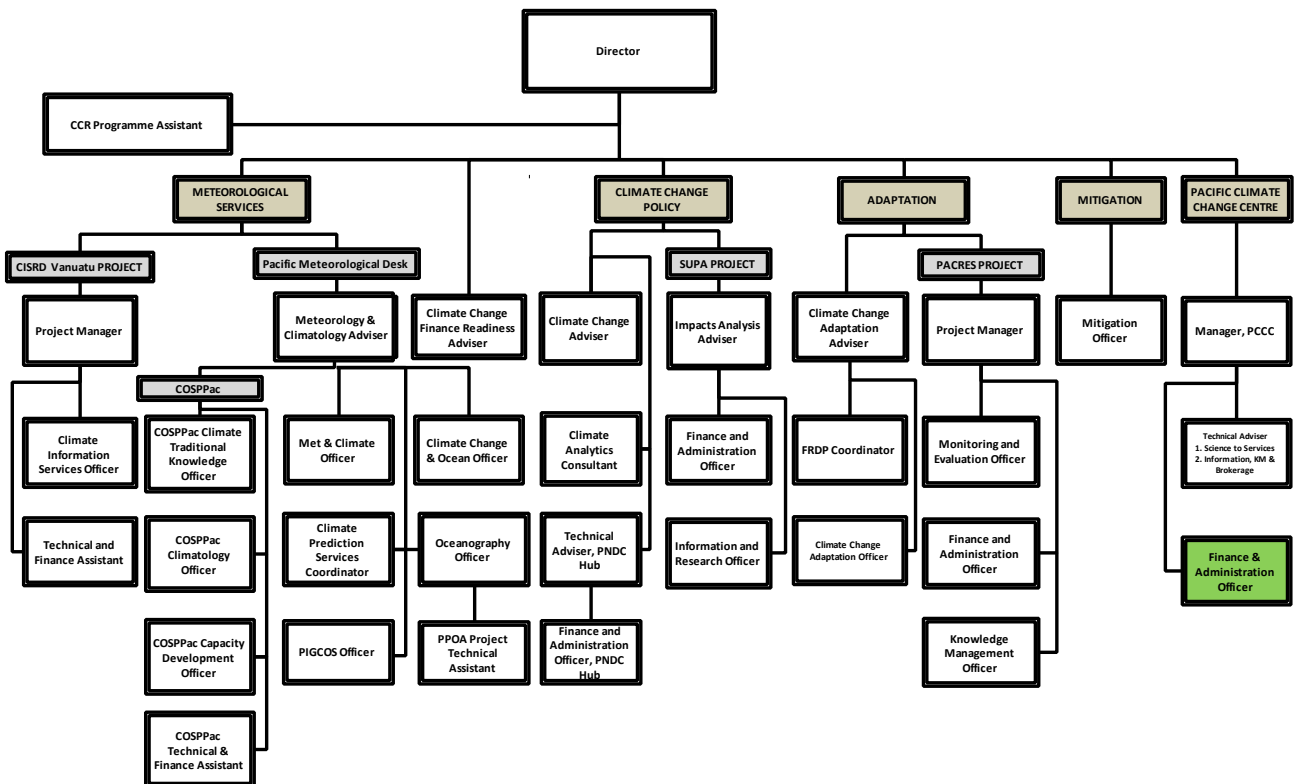 Director
CCR Programme Assistant
METEOROLOGICAL
SERVICES
CLIMATE CHANGE
POLICY
ADAPTATION
MITIGATION
PACIFIC CLIMATE
CHANGE CENTRE
CISRD Vanuatu PROJECT
Pacific Meteorological Desk
SUPA PROJECT
PACRES PROJECT
Project Manager
Meteorology &
Climatology Adviser
Climate Change
Finance Readiness
Adviser
Climate Change
Adviser
Impacts Analysis
Adviser
Climate Change
Adaptation
Adviser
Project Manager
Mitigation
Officer
Manager, PCCC
COSPPac
Climate
Information
Services Officer
COSPPac Climate
Traditional
Knowledge
Officer
Met & Climate
Officer
Climate Change
& Ocean Officer
Climate
Analytics
Consultant
Finance and
Administration
Officer
FRDP Coordinator
Monitoring and
Evaluation Officer
Technical Adviser
1. Science to Services
2. Information, KM &
Brokerage
Technical and
Finance Assistant
COSPPac
Climatology
Officer
Climate
Prediction
Services
Coordinator
Oceanography
Officer
Technical
Adviser, PNDC
Hub
Information and
Research Officer
Climate Change
Adaptation Officer
Finance and
Administration
Officer
Finance &
Administration
Officer
COSPPac Capacity
Development
Officer
PIGCOS Officer
PPOA Project
Technical
Assistant
Finance and
Administration
Officer, PNDC
Hub
Knowledge
Management
Officer
COSPPac
Technical &
Finance Assistant